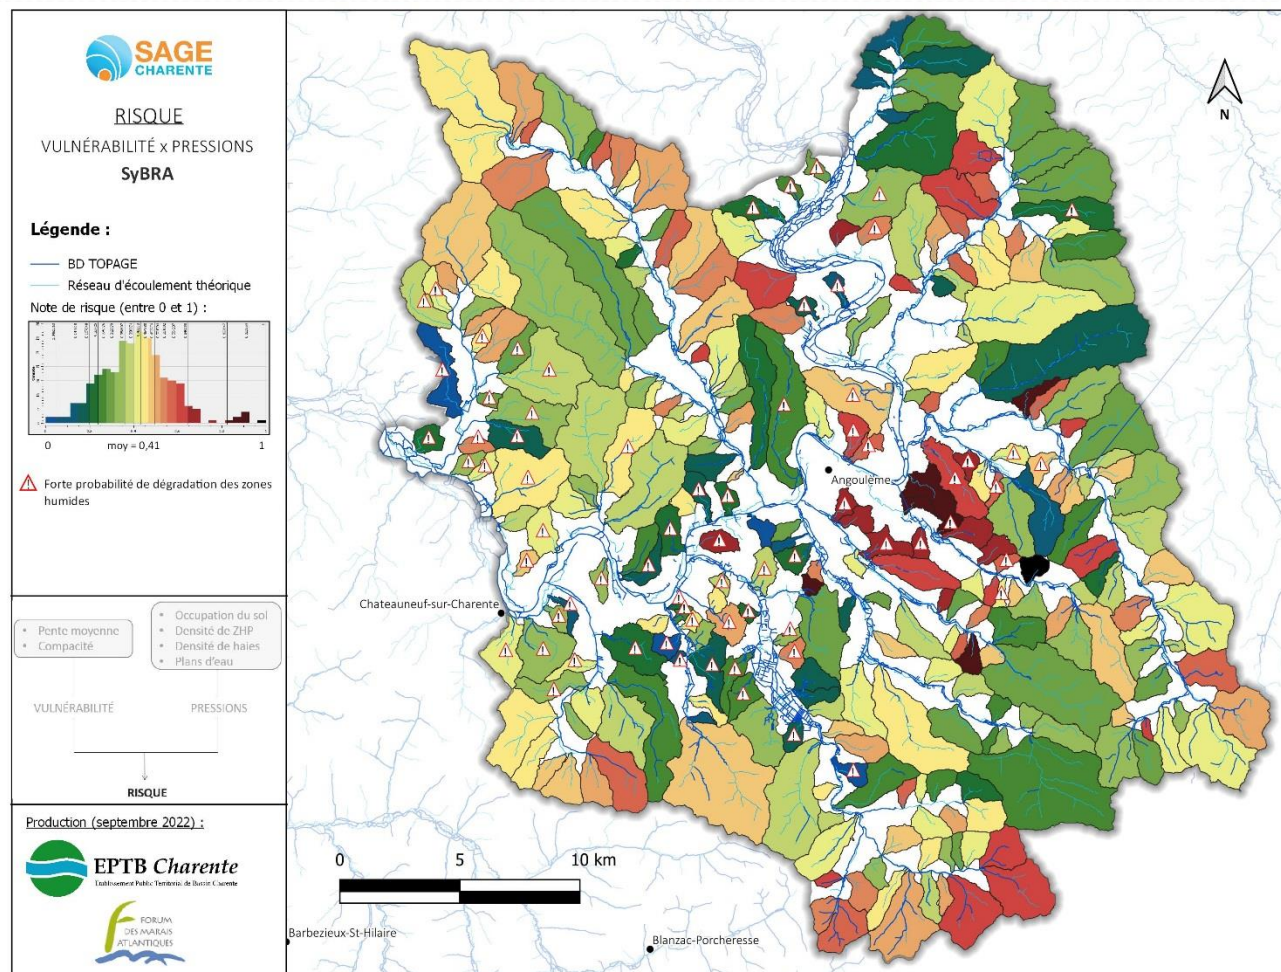 SAGE
CHARENTE
RISQUE
VULNÉRABILITÉ x PRESSIONS
SyBRA
Légende :
BD TOPAGE
Réseau d'écoulement théorique
Note de risque (entre 0 et 1) :
0 moy = 0,41 1
Forte probabilité de dégradation des zones
humides
• Pente moyenne
• Compacité
• Occupation du sol
• Densité de ZHP
• Densité de haies
• Plans d'eau
VULNÉRABILITÉ PRESSIONS
RISQUE
Production (septembre 2022) :
EPTB Charente
Etablissement Public Territorial de Bassin Charente
FORUM
DES MARAIS
ATLANTIQUES
N
Angoulême
Chateauneuf-sur-Charente
0 5 10 km
Barbezieux-St-Hilaire
Blanzac-Porcheresse